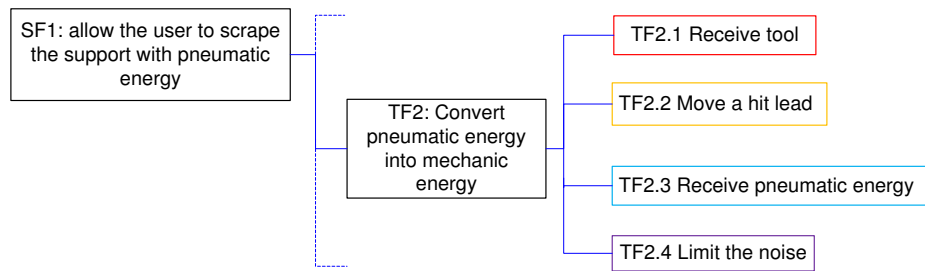 SF1: allow the user to scrape
the support with pneumatic
energy
TF2: Convert
pneumatic energy
into mechanic
energy
TF2.1 Receive tool
TF2.2 Move a hit lead
TF2.3 Receive pneumatic energy
TF2.4 Limit the noise